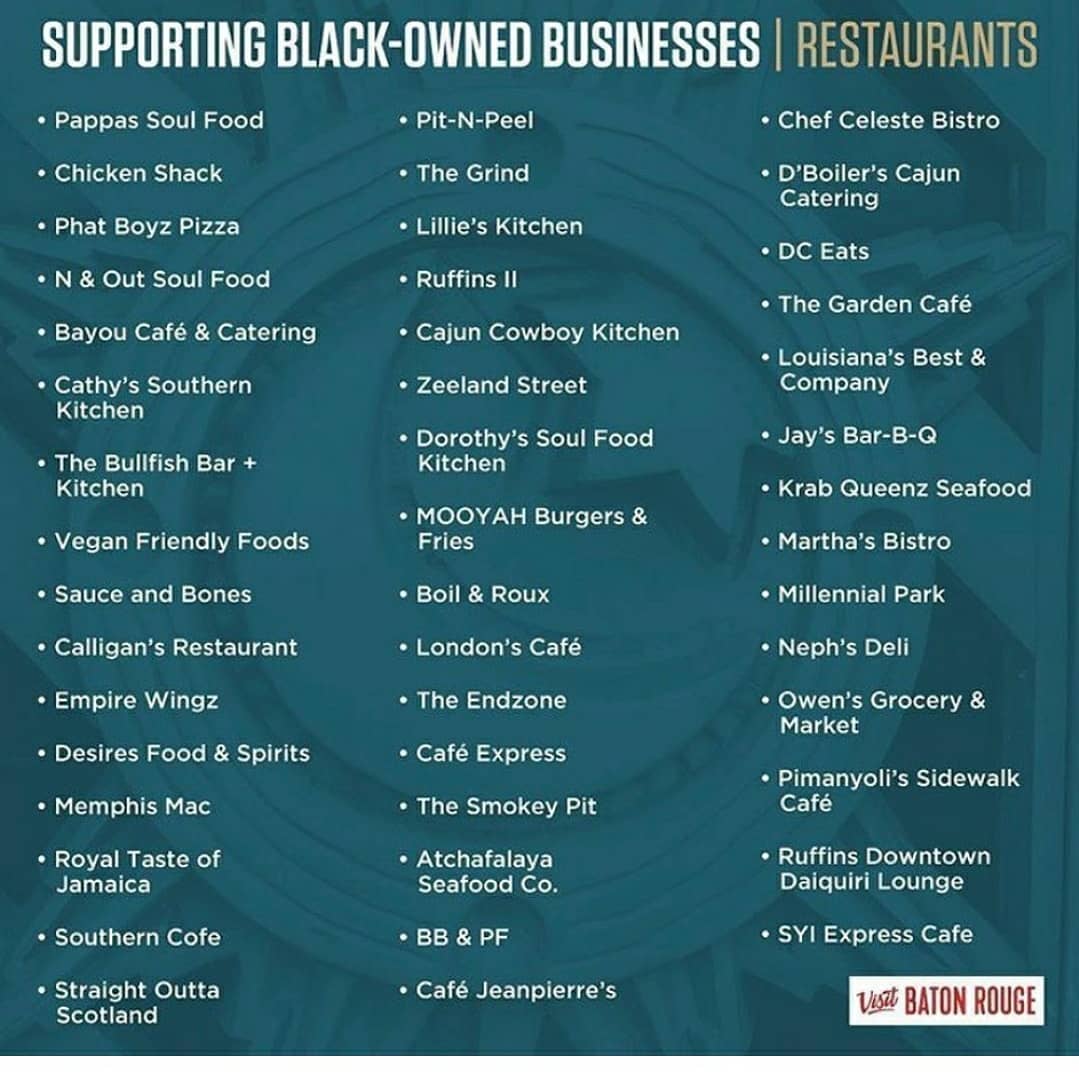 SUPPORTING BLACK-OWNED BUSINESSES | RESTAURANTS
• Pappas Soul Food
• Chicken Shack
• Phat Boyz Pizza
• N & Out Soul Food
• Bayou Café & Catering
• Cathy's Southern
Kitchen
• The Bullfish Bar +
Kitchen
• Vegan Friendly Foods
• Sauce and Bones
• Calligan's Restaurant
• Empire Wingz
• Desires Food & Spirits
• Memphis Mac
• Royal Taste of
Jamaica
• Southern Cofe
• Straight Outta
Scotland
• Pit-N-Peel
• The Grind
• Lillie's Kitchen
• Ruffins II
• Cajun Cowboy Kitchen
• Zeeland Street
• Dorothy's Soul Food
Kitchen
• MOOYAH Burgers &
Fries
• Boil & Roux
• London's Café
• The Endzone
• Café Express
• The Smokey Pit
• Atchafalaya
Seafood Co.
• BB & PF
• Café Jeanpierre's
• Chef Celeste Bistro
• D'Boiler's Cajun
Catering
• DC Eats
• The Garden Café
• Louisiana's Best &
Company
• Jay's Bar-B-Q
• Krab Queenz Seafood
• Martha's Bistro
• Millennial Park
• Neph's Deli
• Owen's Grocery &
Market
• Pimanyoli's Sidewalk
Café
• Ruffins Downtown
Daiquiri Lounge
• SYI Express Cafe
Visit BATON ROUGE